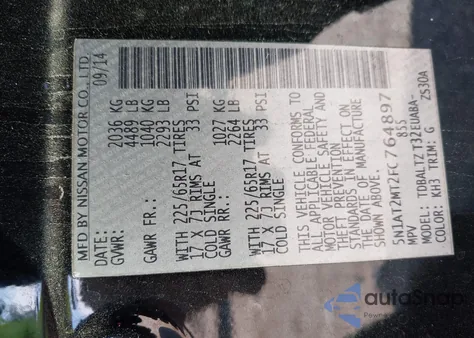 MFD BY NISSAN MOTOR CO., LTD
DATE: 09/14
GVWR: 2036 KG
4489 LB
GAWR FR.: 1040 KG
2293 LB
WITH 225/65R17 TIRES
17 X 7J RIMS AT
COLD SINGLE 33 PSI
GAWR RR.: 1027 KG
2264 LB
WITH 225/65R17 TIRES
17 X 7J RIMS AT
COLD SINGLE 33 PSI
THIS VEHICLE CONFORMS TO
ALL APPLICABLE FEDERAL
MOTOR VEHICLE SAFETY AND
THEFT PREVENTION
STANDARDS IN EFFECT ON
THE DATE OF MANUFACTURE
SHOWN ABOVE.
5N1AT2MT2FC764897
MPV 855
MODEL: TDBALTZ T32EUABA-
COLOR: KH3 TRIM: G ZS30A
autoSnap
Powered